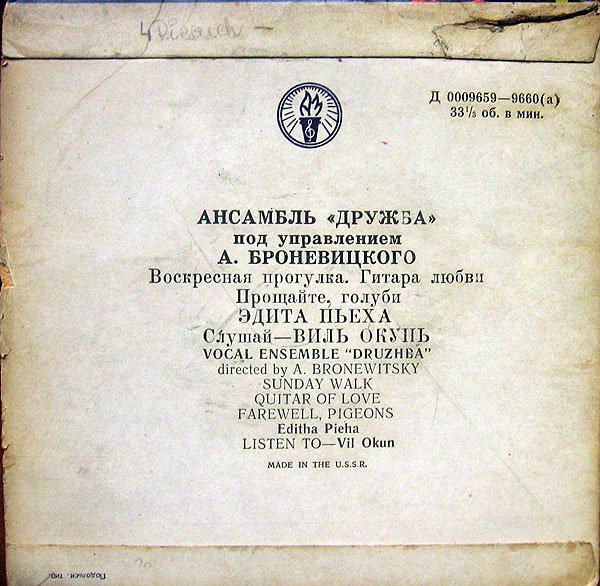 Д 0009659—9660(а)
33⅓ об. в мин.
АНСАМБЛЬ «ДРУЖБА»
под управлением
А. БРОНЕВИЦКОГО
Воскресная прогулка. Гитара любви
Прощайте, голуби
ЭДИТА ПЬЕХА
Слушай—ВИЛЬ ОКУНЬ
VOCAL ENSEMBLE "DRUZHBA"
directed by A. BRONEWITSKY
SUNDAY WALK
QUITAR OF LOVE
FAREWELL, PIGEONS
Editha Pieha
LISTEN TO—Vil Okun
MADE IN THE U.S.S.R.
Подольск. тип.